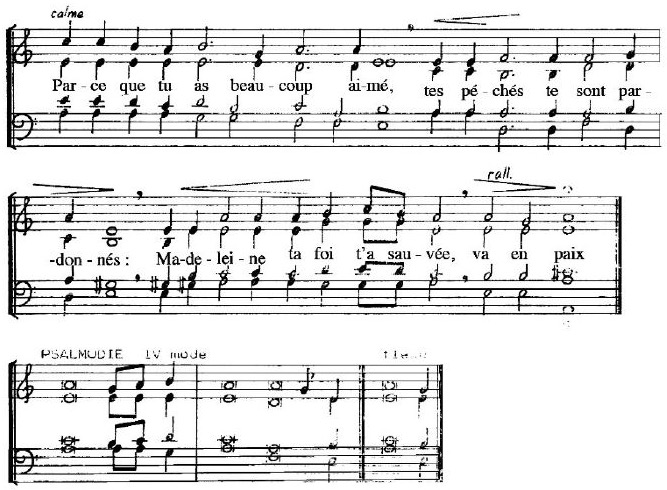 calme
Par - ce que tu as beau - coup ai-mé, tes pé - chés te sont par -
rall.
-don - nés : Ma-de-lei-ne ta foi t'a sau-vée, va en paix
PSALMODIE IV mode